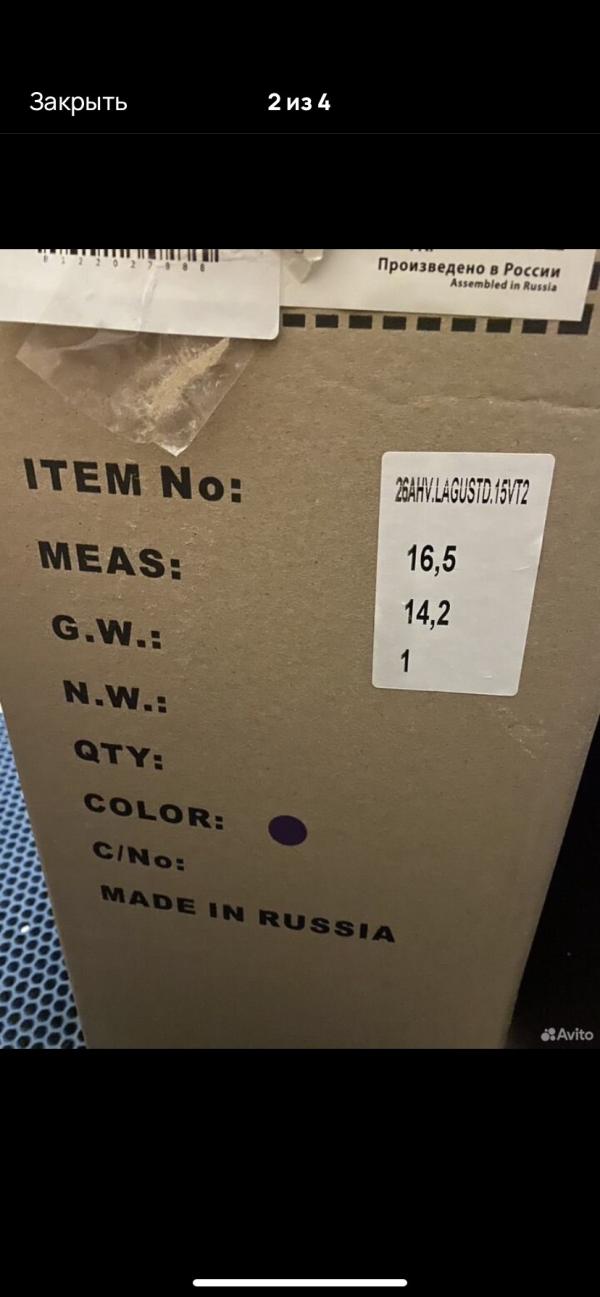 Закрыть
2 из 4
0122027888
Произведено в России
Assembled in Russia
ITEM No:
26AHV.LAGUSTD.15VT2
MEAS:
16,5
G.W.:
14,2
N.W.:
1
QTY:
COLOR:
C/No:
MADE IN RUSSIA
Avito